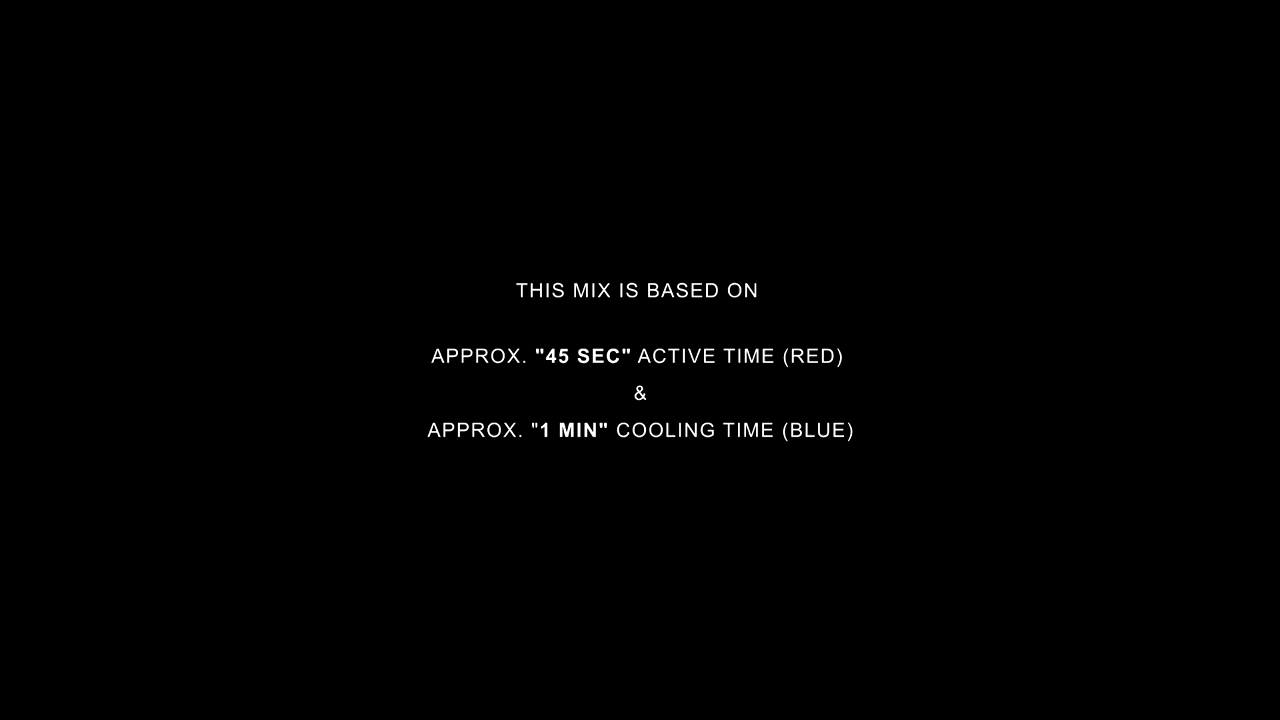 THIS MIX IS BASED ON
APPROX. "45 SEC" ACTIVE TIME (RED)
&
APPROX. "1 MIN" COOLING TIME (BLUE)